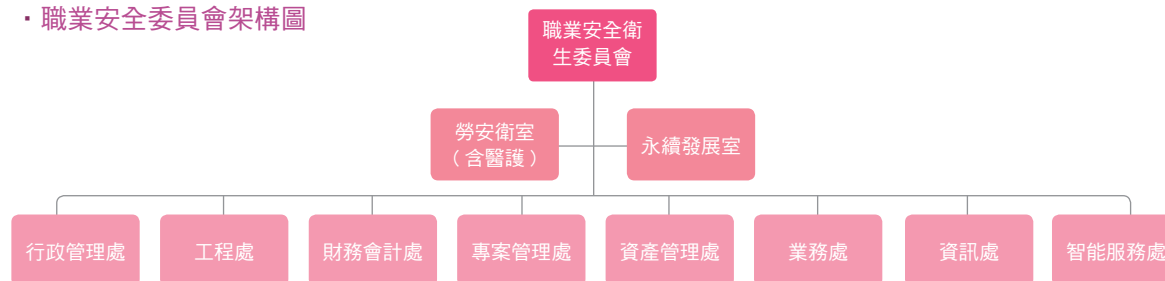 ・職業安全委員會架構圖
職業安全衛
生委員會
勞安衛室
（含醫護）
永續發展室
行政管理處
工程處
財務會計處
專案管理處
資產管理處
業務處
資訊處
智能服務處